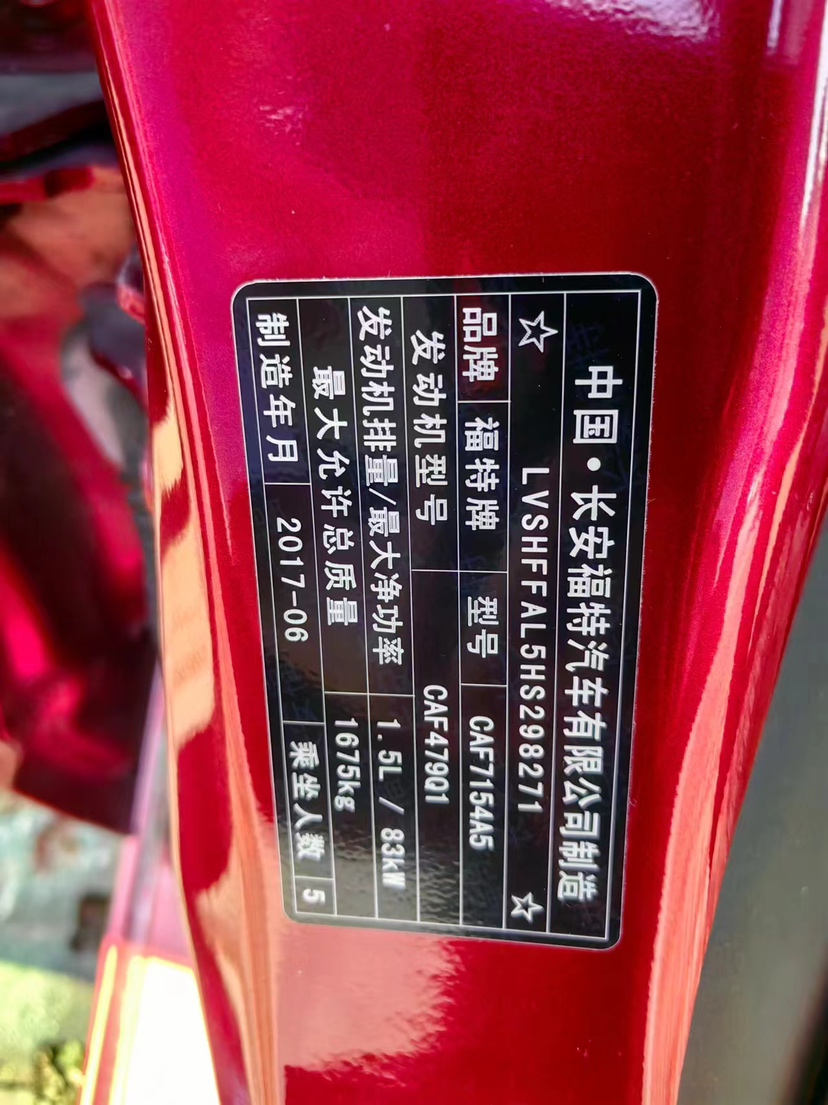 中国·长安福特汽车有限公司制造
☆ LVSHFFAL5HS298271 ☆
品牌 福特牌 型号 CAF7154A5
发动机型号 CAF479Q1
发动机排量/最大净功率 1.5L / 83kW
最大允许总质量 1675kg
制造年月 2017-06 乘坐人数 5